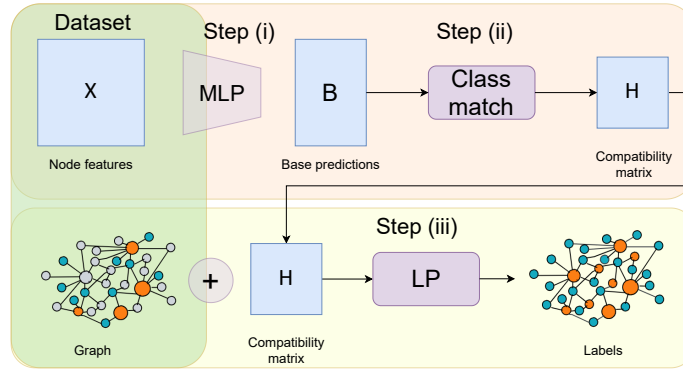 Dataset
Step (i)
Step (ii)
X
MLP
B
Class
match
H
Node features
Base predictions
Compatibility
matrix
Step (iii)
+
H
LP
Graph
Compatibility
matrix
Labels